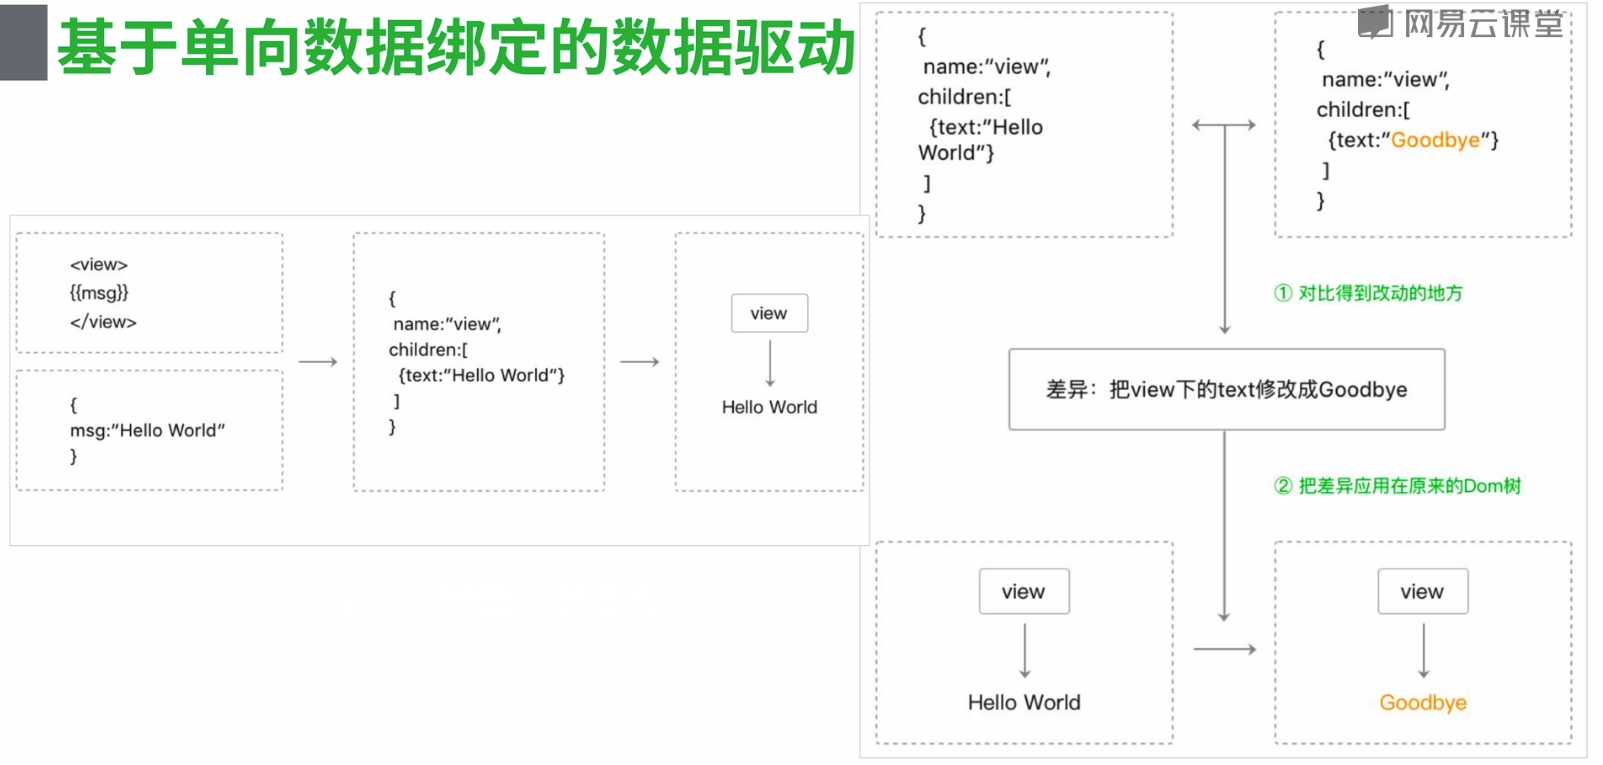 基于单向数据绑定的数据驱动
网易云课堂
<view>
{{msg}}
</view>
{
msg:"Hello World"
}
{
name:"view",
children:[
{text:"Hello World"}
]
}
view
Hello World
{
name:"view",
children:[
{text:"Hello
World"}
]
}
{
name:"view",
children:[
{text:"Goodbye"}
]
}
① 对比得到改动的地方
差异：把view下的text修改成Goodbye
② 把差异应用在原来的Dom树
view
Hello World
view
Goodbye